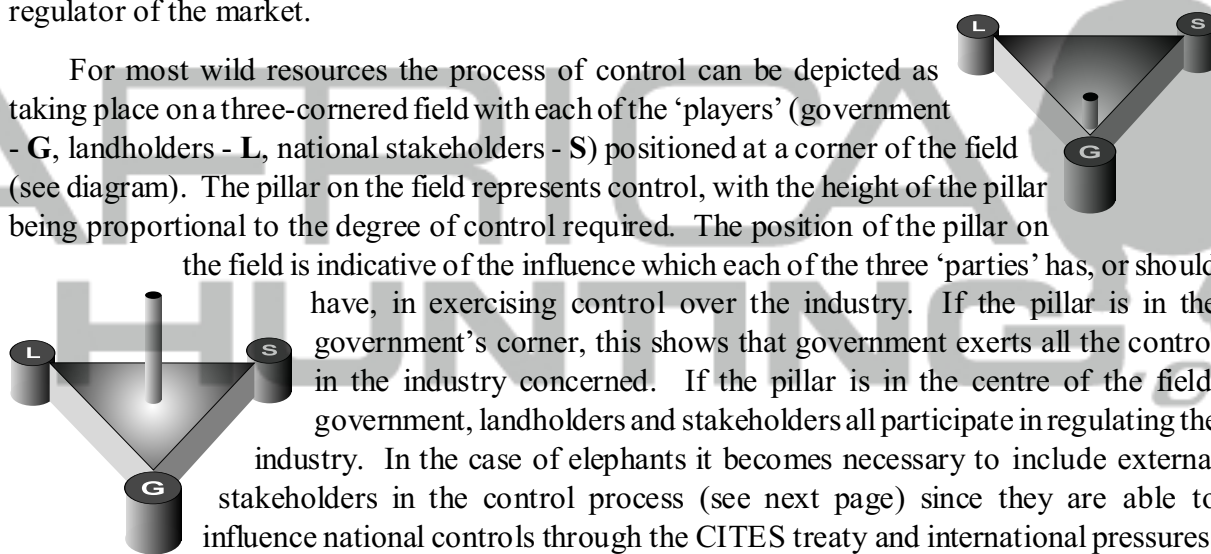 regulator of the market.
For most wild resources the process of control can be depicted as
taking place on a three-cornered field with each of the ‘players’ (government
- G, landholders - L, national stakeholders - S) positioned at a corner of the field
(see diagram). The pillar on the field represents control, with the height of the pillar
being proportional to the degree of control required. The position of the pillar on
the field is indicative of the influence which each of the three ‘parties’ has, or should
have, in exercising control over the industry. If the pillar is in the
government’s corner, this shows that government exerts all the control
in the industry concerned. If the pillar is in the centre of the field
government, landholders and stakeholders all participate in regulating the
industry. In the case of elephants it becomes necessary to include externa
stakeholders in the control process (see next page) since they are able to
influence national controls through the CITES treaty and international pressures
L
S
G
L
S
G
AFRICA
HUNTING